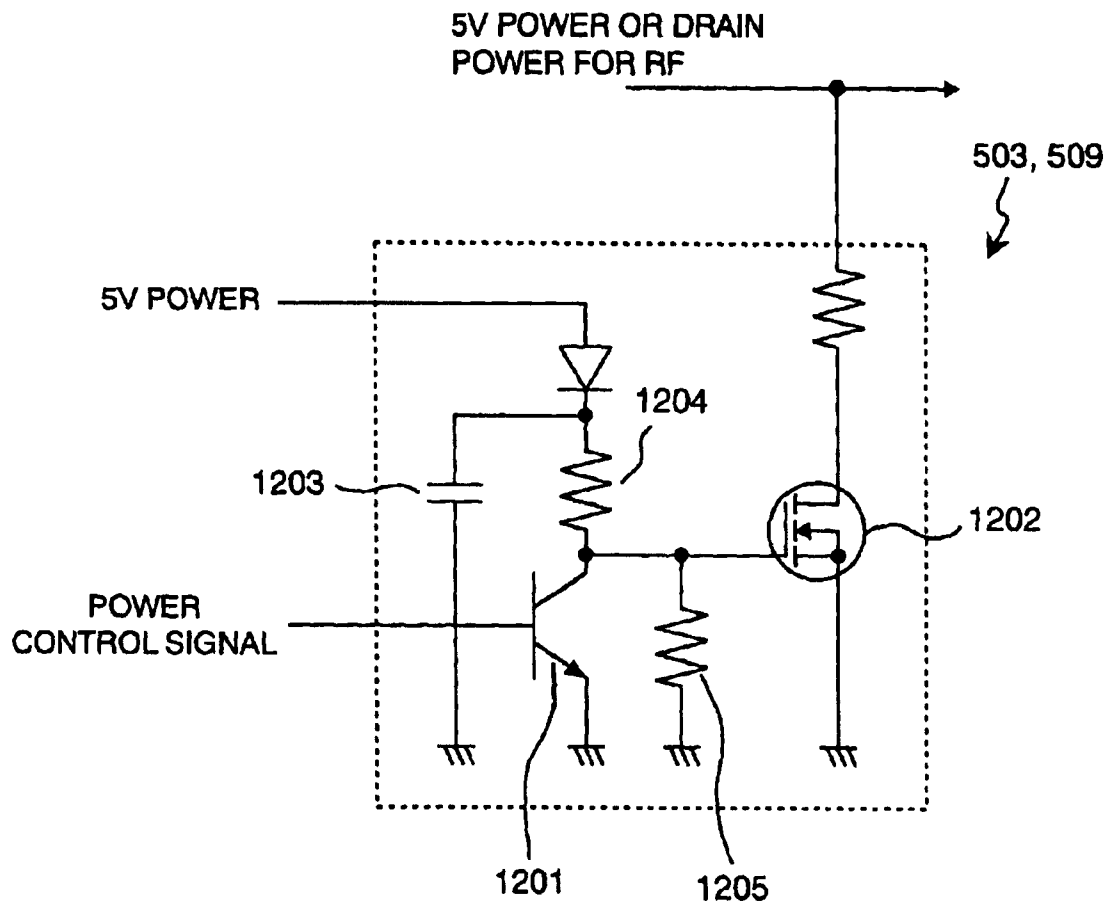 5V POWER OR DRAIN
POWER FOR RF
503, 509
5V POWER
1204
1203
1202
POWER
CONTROL SIGNAL
1201
1205